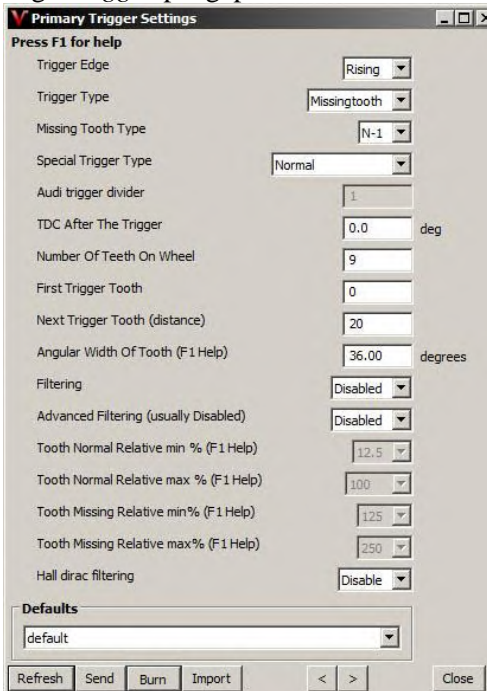 Primary Trigger Settings
Press F1 for help
Trigger Edge Rising
Trigger Type Missingtooth
Missing Tooth Type N-1
Special Trigger Type Normal
Audi trigger divider 1
TDC After The Trigger 0.0 deg
Number Of Teeth On Wheel 9
First Trigger Tooth 0
Next Trigger Tooth (distance) 20
Angular Width Of Tooth (F1 Help) 36.00 degrees
Filtering Disabled
Advanced Filtering (usually Disabled) Disabled
Tooth Normal Relative min % (F1 Help) 12.5
Tooth Normal Relative max % (F1 Help) 100
Tooth Missing Relative min% (F1 Help) 125
Tooth Missing Relative max% (F1 Help) 250
Hall dirac filtering Disable
Defaults
default
Refresh Send Burn Import < > Close